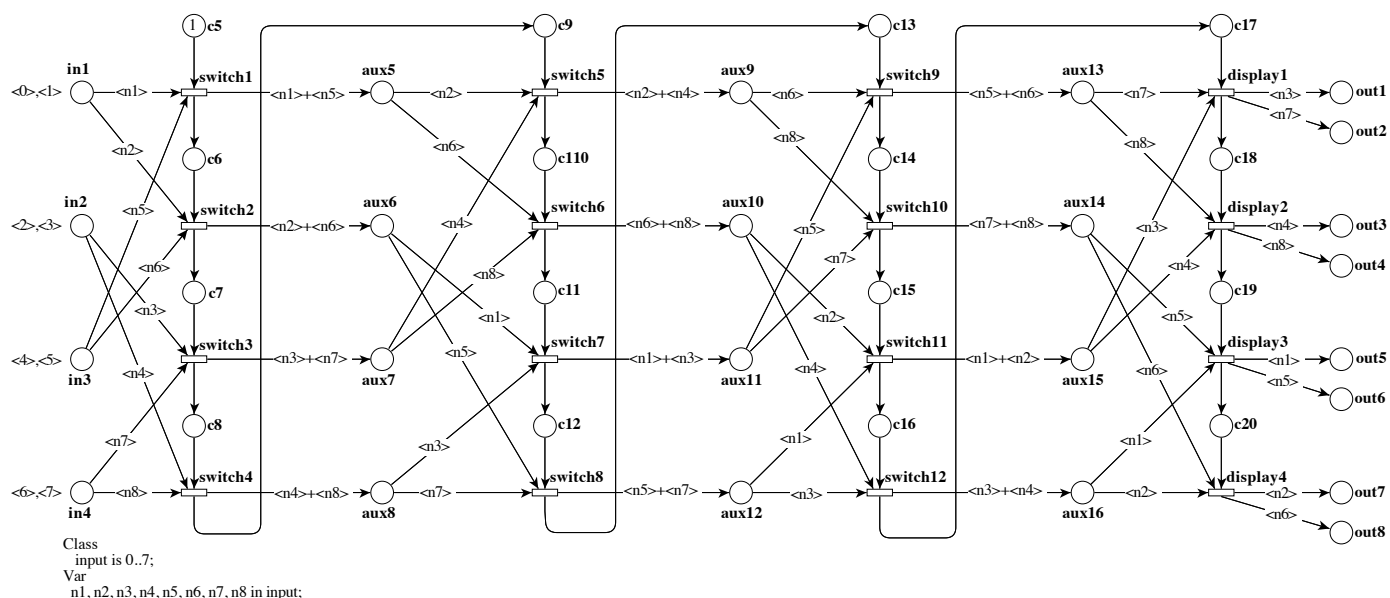 1 c5 c9 c13 c17
in1 switch1 aux5 switch5 aux9 switch9 aux13 display1
<0>,<1> <n1> <n1>+<n5> <n2> <n2>+<n4> <n6> <n5>+<n6> <n7> <n3> out1
<n7> out2
<n2> <n6> <n8> <n8>
c6 c110 c14 c18
in2 <n5> switch2 aux6 switch6 aux10 switch10 aux14 display2
<2>,<3> <n2>+<n6> <n4> <n6>+<n8> <n5> <n7>+<n8> <n3> <n4> out3
<n8> out4
<n6> <n8> <n7> <n4>
c7 c11 c15 c19
<n3> <n1> <n2> <n5>
switch3 switch7 switch11 display3
<4>,<5> <n3>+<n7> <n1>+<n3> <n1>+<n2> <n1> out5
in3 <n4> aux7 <n5> aux11 <n4> aux15 <n6> <n5> out6
c8 c12 c16 c20
<n7> <n3> <n1> <n1>
switch4 switch8 switch12 display4
<6>,<7> <n8> <n4>+<n8> <n7> <n5>+<n7> <n3> <n3>+<n4> <n2> <n2> out7
in4 aux8 aux12 aux16 <n6> out8
Class
input is 0..7;
Var
n1, n2, n3, n4, n5, n6, n7, n8 in input;